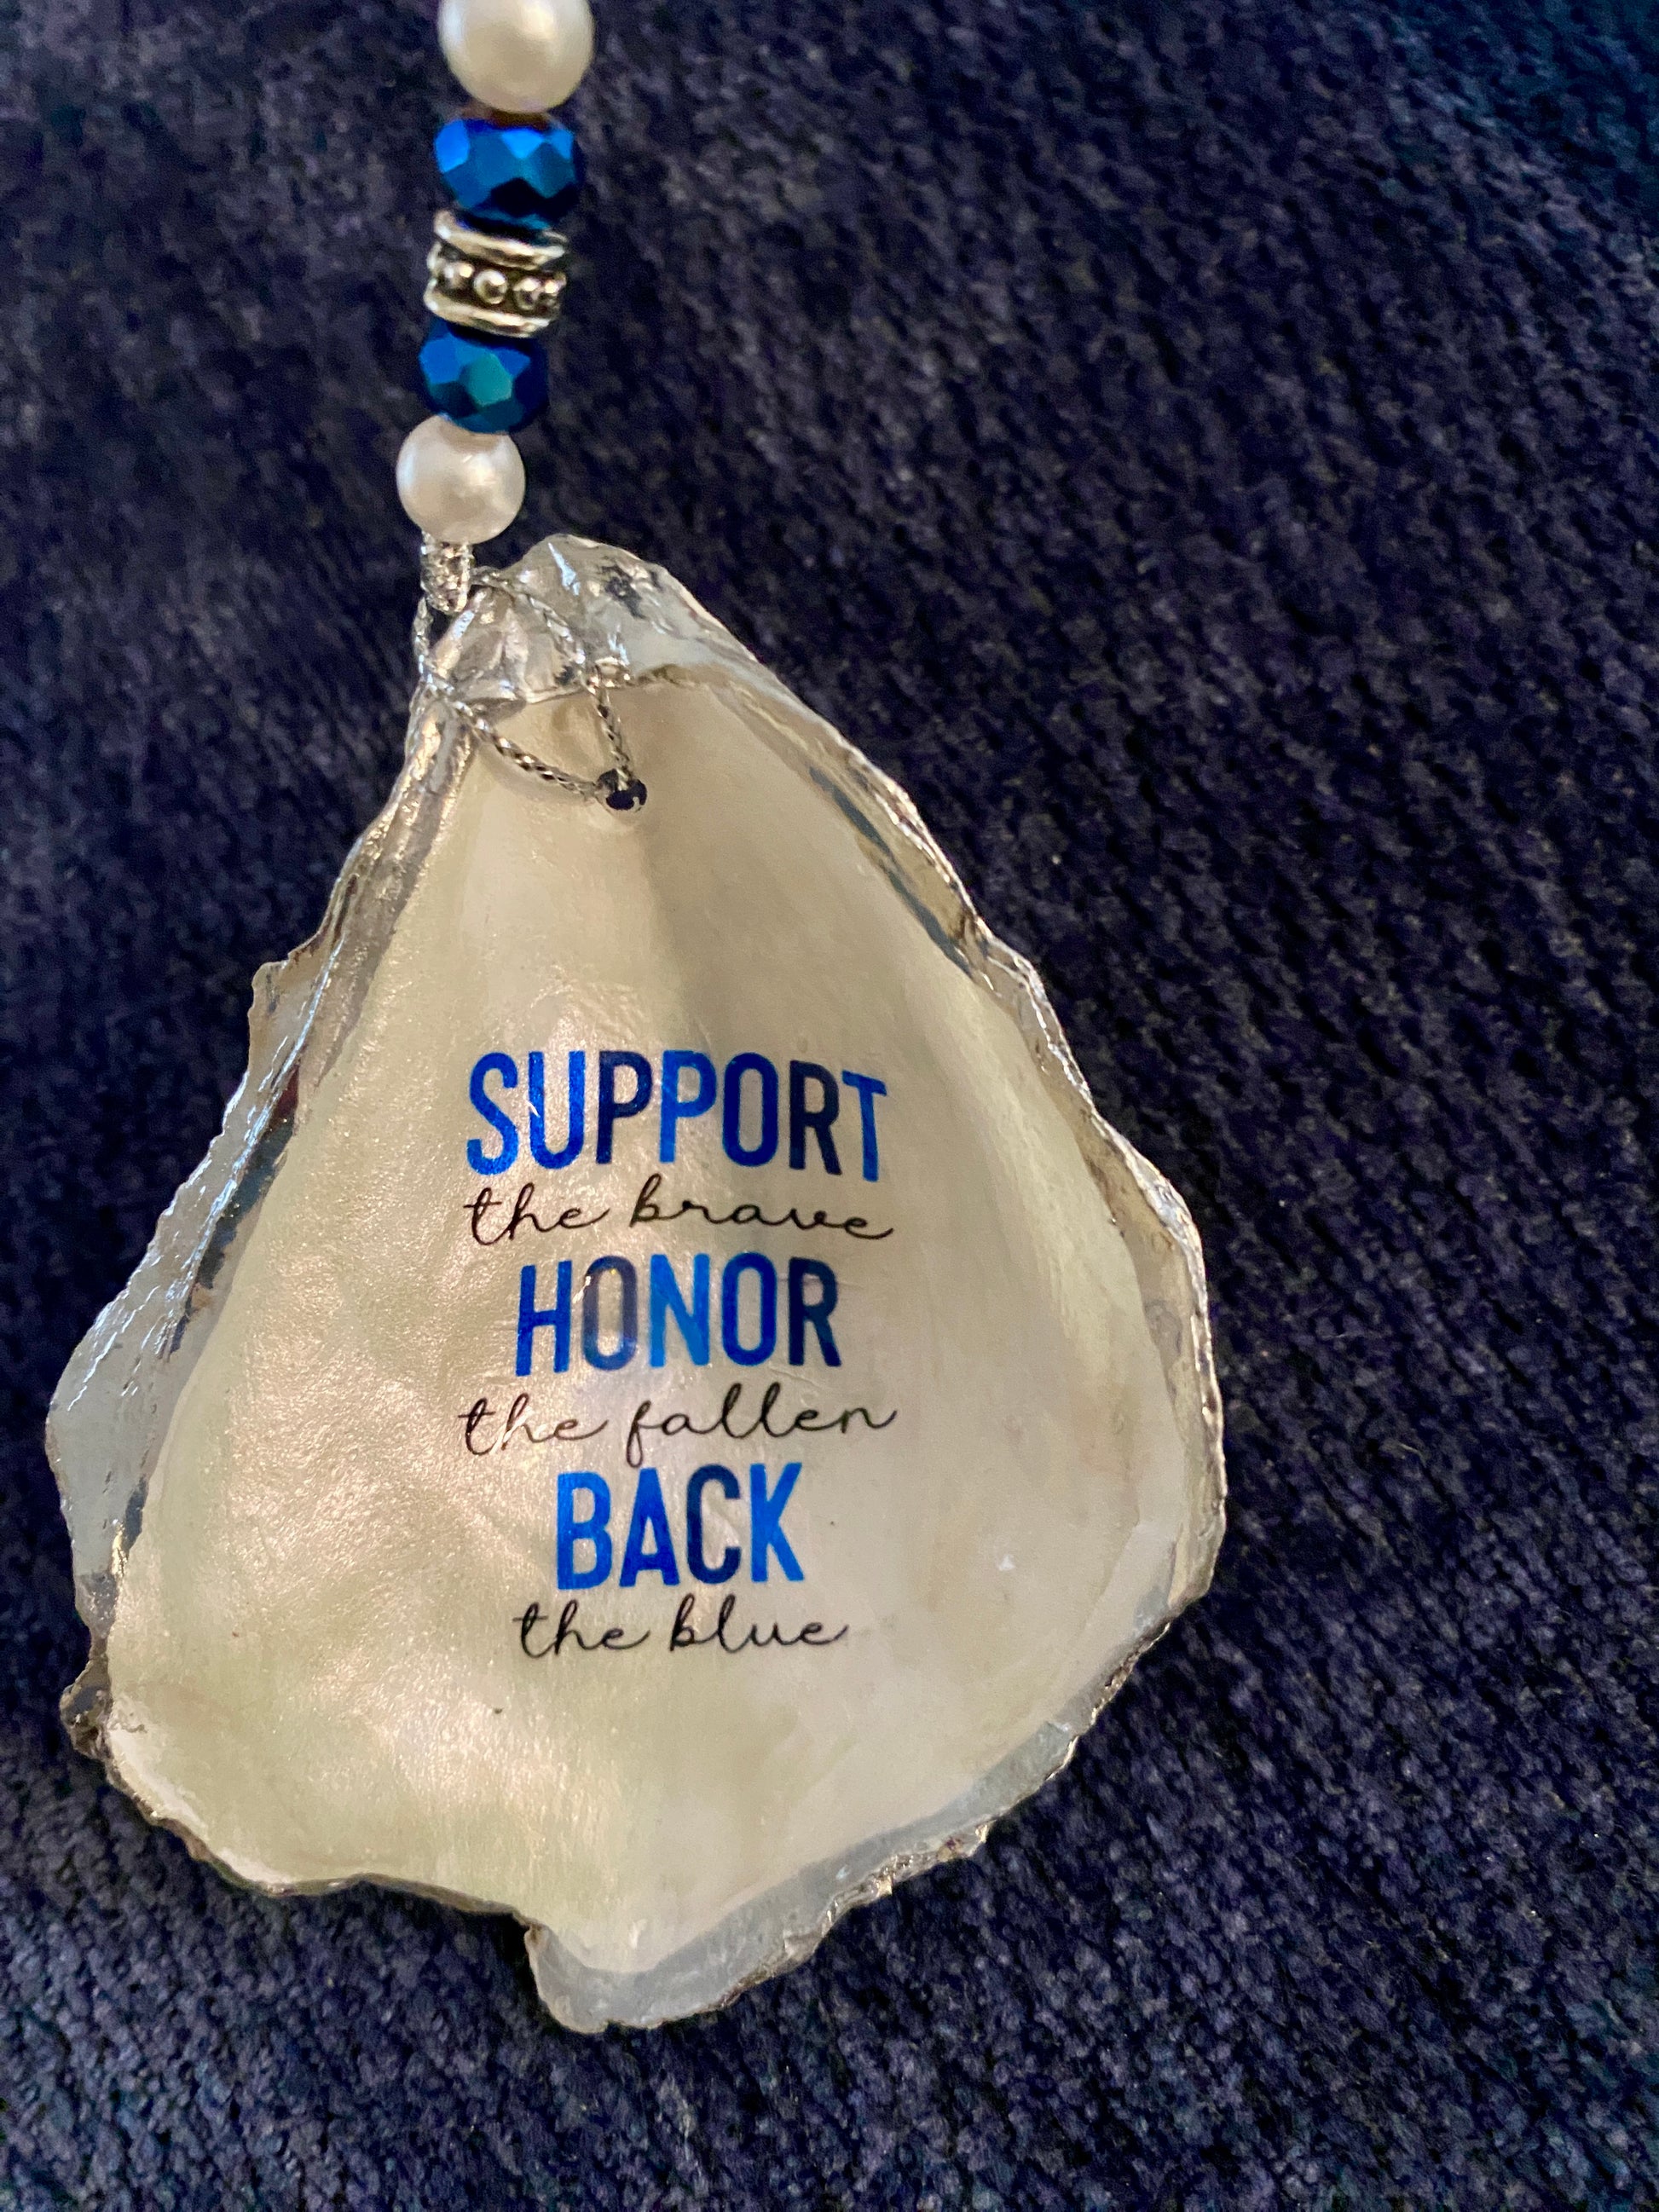 SUPPORT
the brave
HONOR
the fallen
BACK
the blue